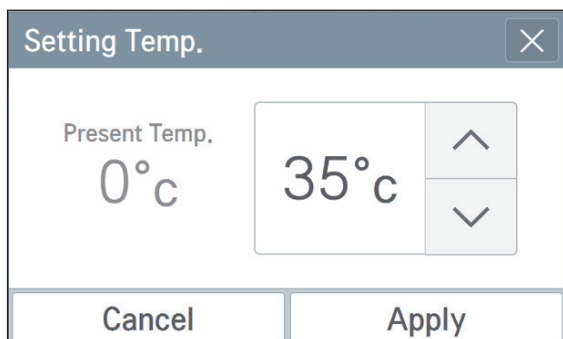 Setting Temp.
Present Temp.
0°c
35°c
Cancel
Apply